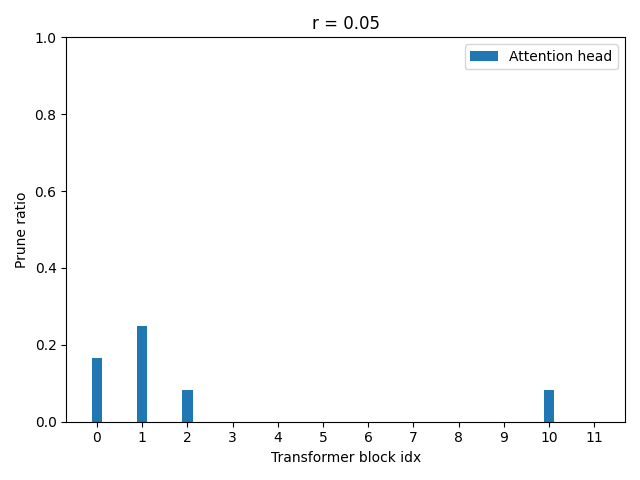 r = 0.05
Attention head
Prune ratio
1.0
0.8
0.6
0.4
0.2
0.0
0 1 2 3 4 5 6 7 8 9 10 11
Transformer block idx